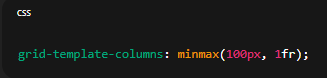 css
grid-template-columns: minmax(100px, 1fr);